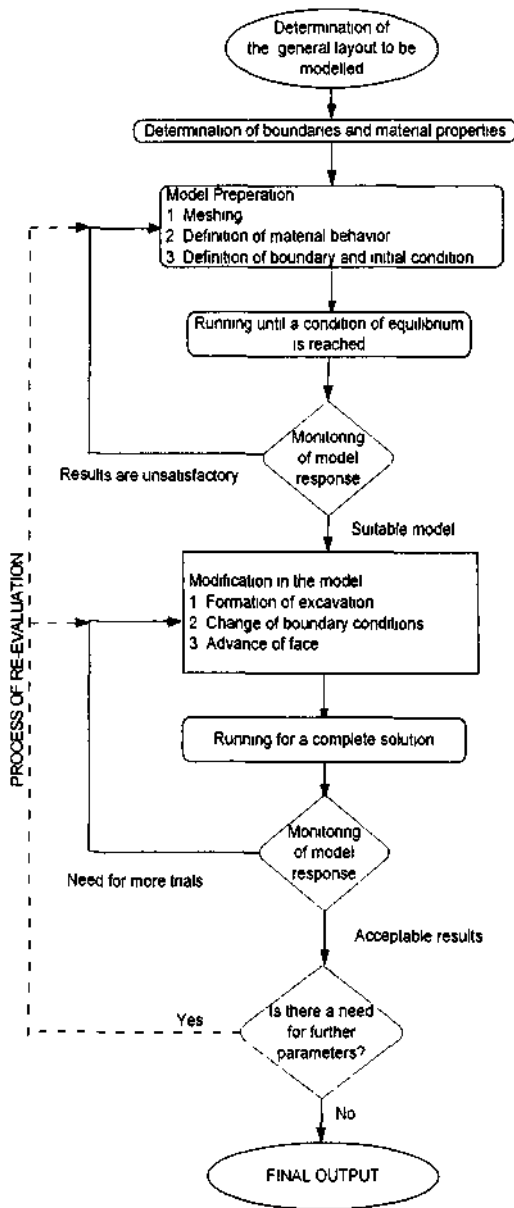 Determination of
the general layout to be
modelled
Determination of boundaries and material properties
Model Preperation
1 Meshing
2 Definition of material behavior
3 Definition of boundary and initial condition
Running until a condition of equilibrium
is reached
Monitoring
of model
response
Results are unsatisfactory
Suitable model
Modification in the model
1 Formation of excavation
2 Change of boundary conditions
3 Advance of face
PROCESS OF RE-EVALUATION
Running for a complete solution
Monitoring
of model
response
Need for more trials
Acceptable results
Is there a need
for further
parameters?
Yes
No
FINAL OUTPUT